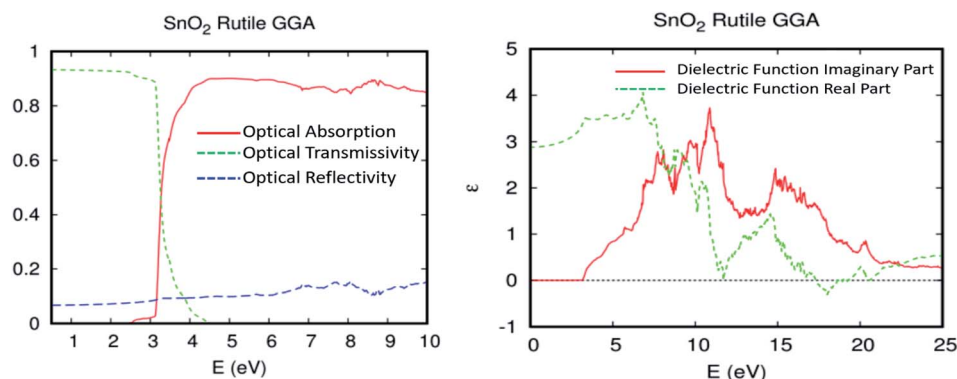 SnO2 Rutile GGA
1
0.8
0.6
0.4
0.2
0
Optical Absorption
Optical Transmissivity
Optical Reflectivity
1 2 3 4 5 6 7 8 9 10
E (eV)
SnO2 Rutile GGA
5
4
3
2
1
0
-1
ε
Dielectric Function Imaginary Part
Dielectric Function Real Part
0 5 10 15 20 25
E (eV)